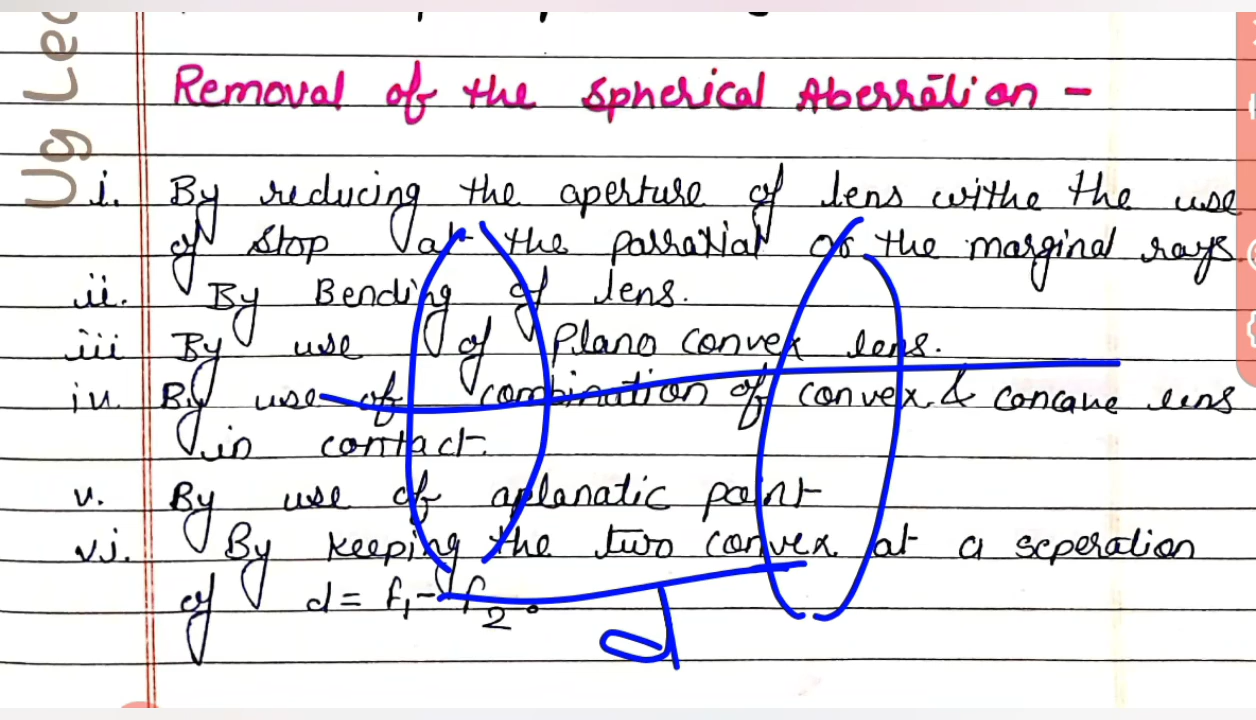 Ug Lec
Removal of the Spherical Aberration -
i. By reducing the aperture of lens withe the use
of stop at the parraxial or the marginal rays.
ii. By Bending of lens.
iii By use of Plano convex lens.
iv. By use of combination of convex & concave lens
in contact.
v. By use of aplanatic point
vi. By keeping the two convex at a seperation
of d = f₁ - f₂.
d